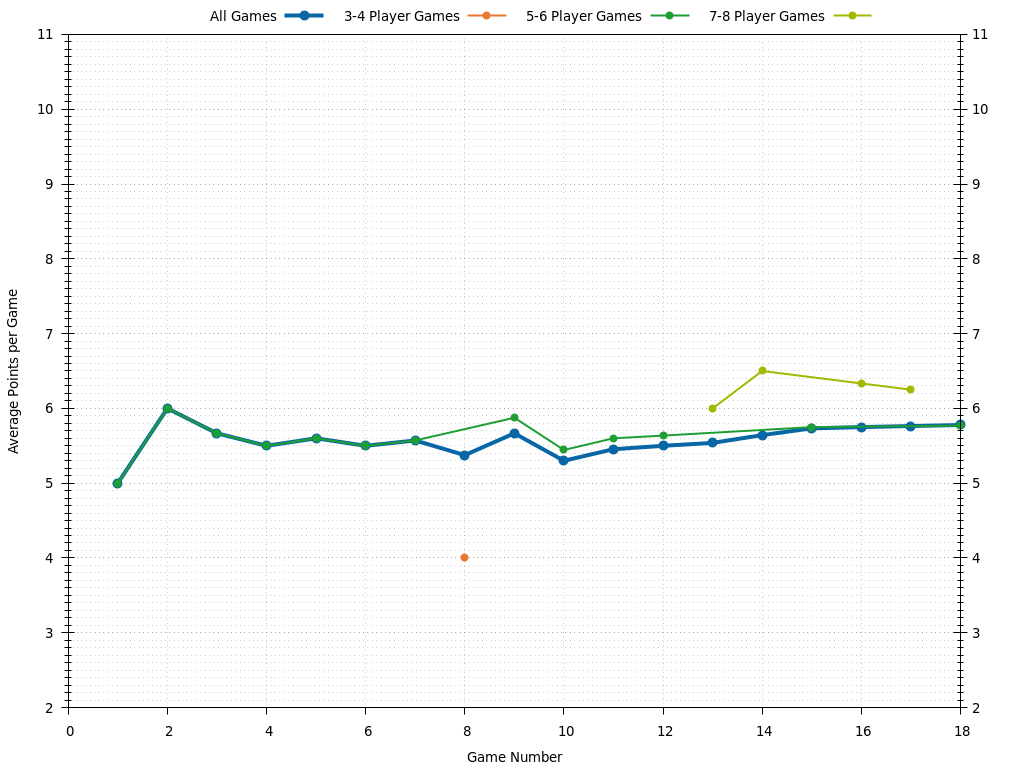 All Games 3-4 Player Games 5-6 Player Games 7-8 Player Games
11 11
10 10
9 9
8 8
7 7
6 6
5 5
4 4
3 3
2 2
Average Points per Game
0 2 4 6 8 10 12 14 16 18
Game Number